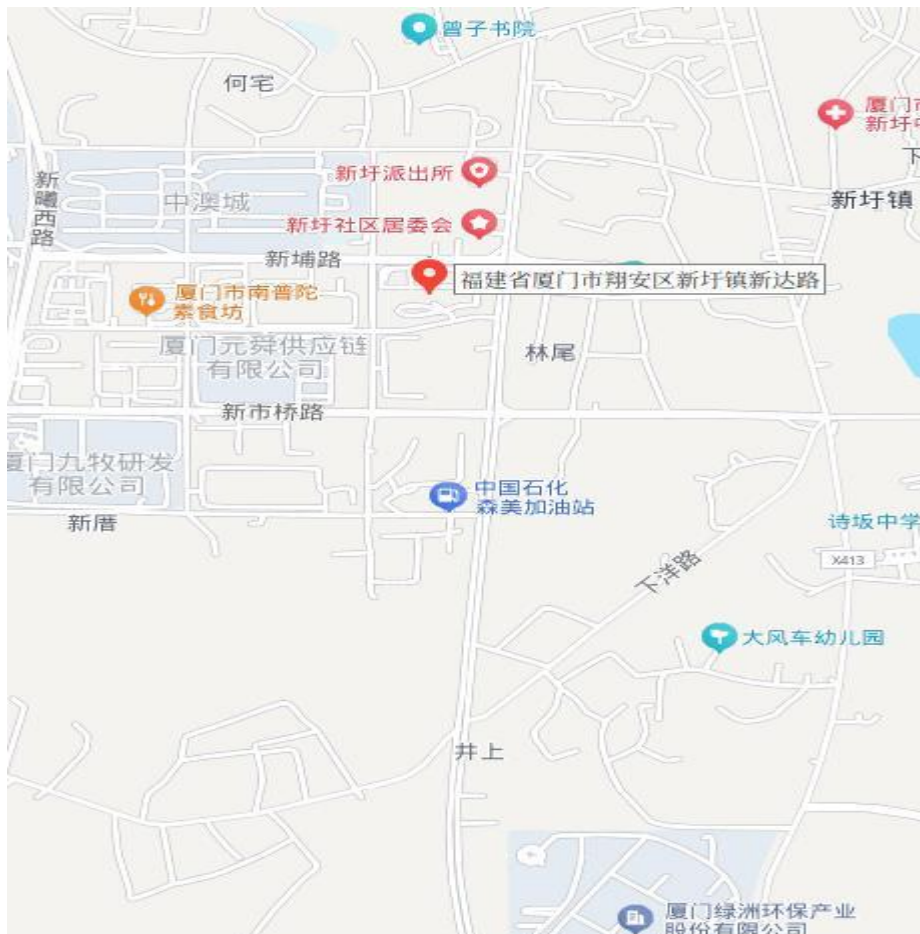 曾子书院
何宅
厦门市
新圩中
下
新圩派出所
新曦西路
中澳城
新圩镇
新圩社区居委会
新埔路
福建省厦门市翔安区新圩镇新达路
厦门市南普陀
素食坊
厦门元舜供应链
有限公司
林尾
新市桥路
厦门九牧研发
有限公司
中国石化
森美加油站
新厝
诗坂中学
X413
下洋路
大风车幼儿园
井上
厦门绿洲环保产业
股份有限公司